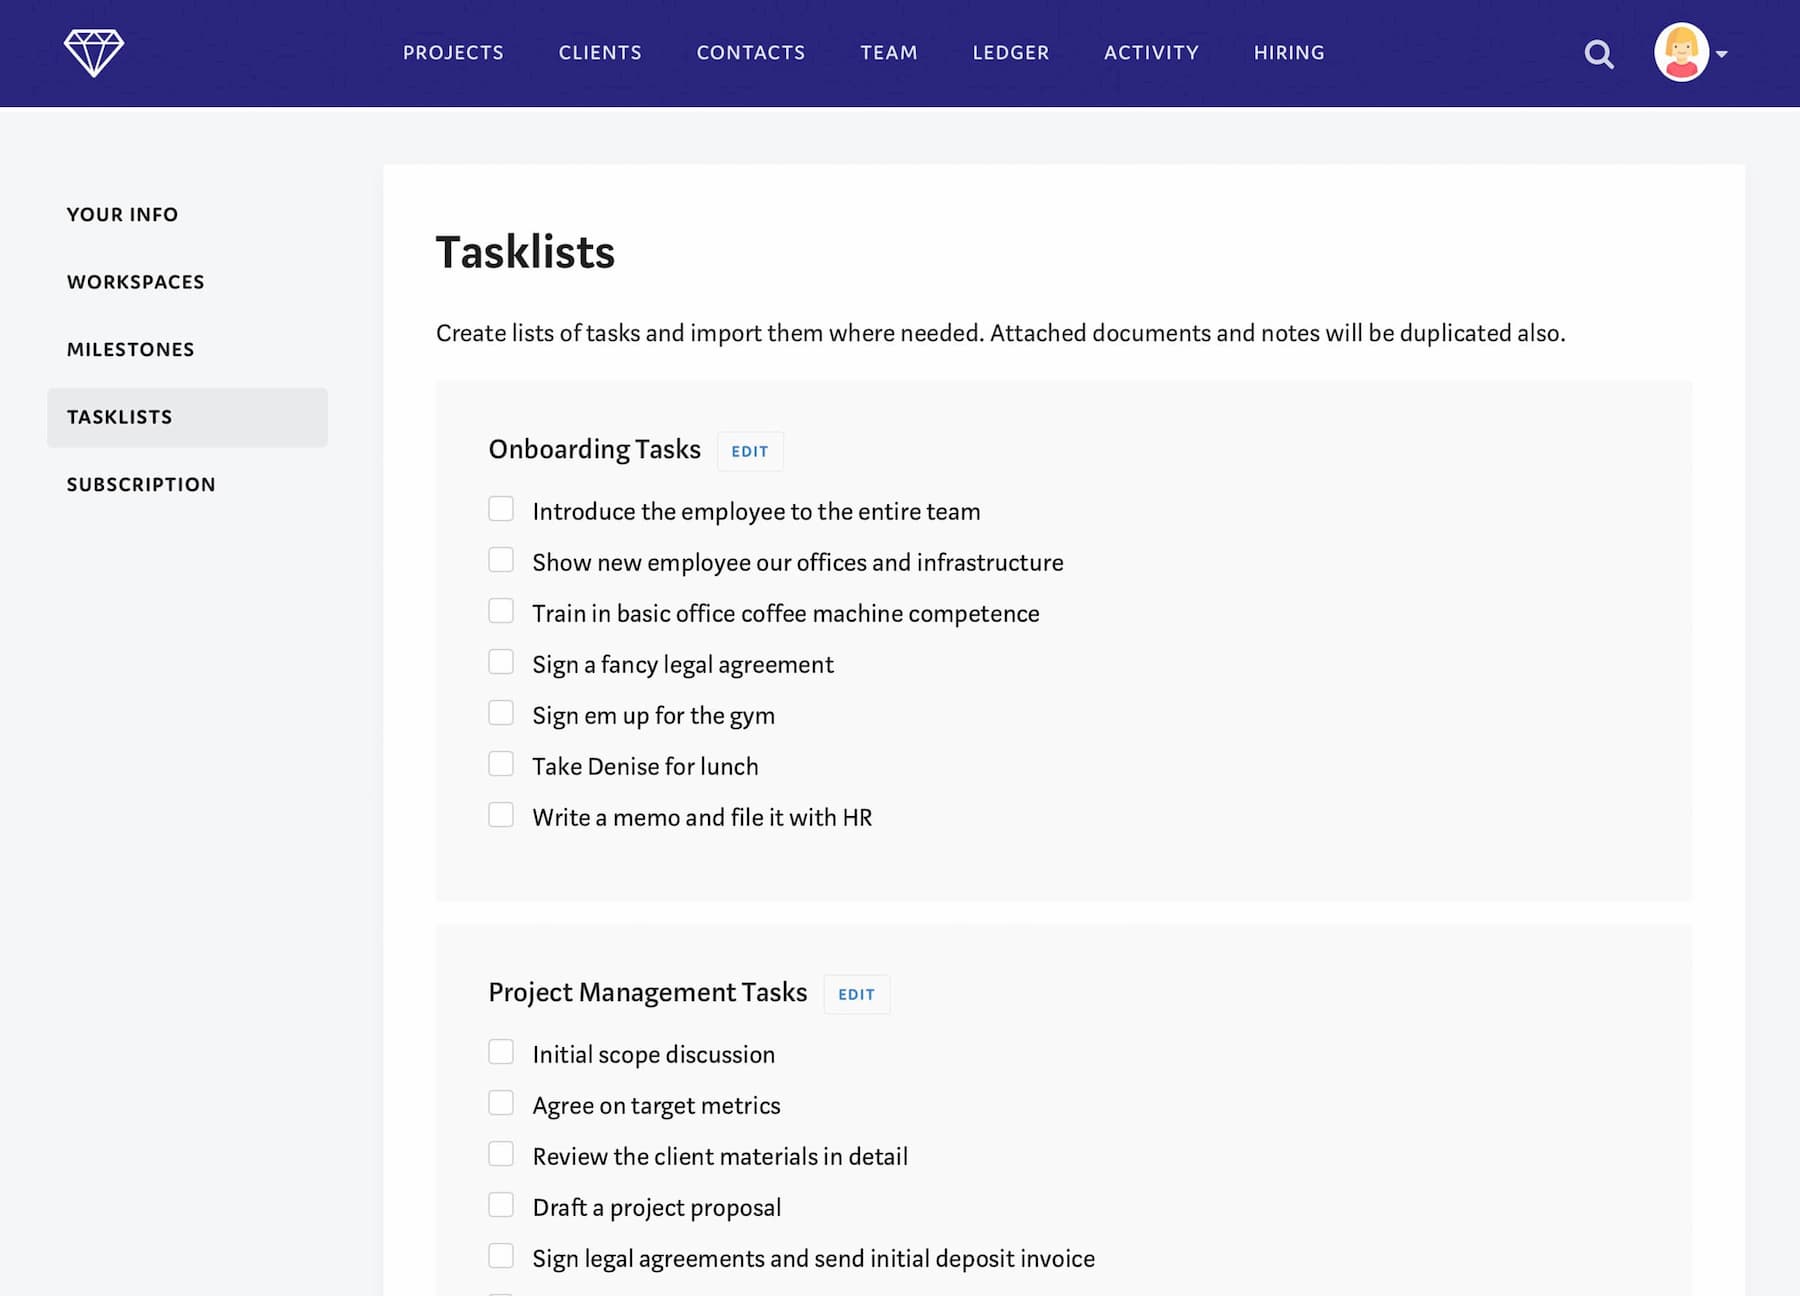 PROJECTS CLIENTS CONTACTS TEAM LEDGER ACTIVITY HIRING
YOUR INFO
WORKSPACES
MILESTONES
TASKLISTS
SUBSCRIPTION
Tasklists
Create lists of tasks and import them where needed. Attached documents and notes will be duplicated also.
Onboarding Tasks EDIT
Introduce the employee to the entire team
Show new employee our offices and infrastructure
Train in basic office coffee machine competence
Sign a fancy legal agreement
Sign em up for the gym
Take Denise for lunch
Write a memo and file it with HR
Project Management Tasks EDIT
Initial scope discussion
Agree on target metrics
Review the client materials in detail
Draft a project proposal
Sign legal agreements and send initial deposit invoice